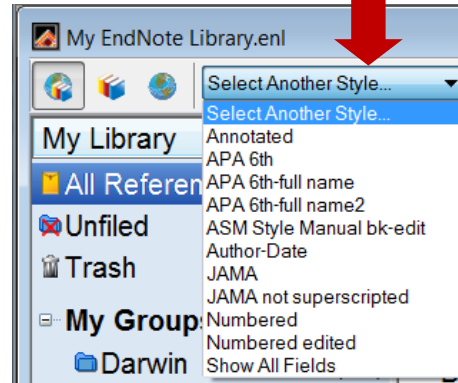 My EndNote Library.enl
Select Another Style...
Select Another Style...
Annotated
APA 6th
APA 6th-full name
APA 6th-full name2
ASM Style Manual bk-edit
Author-Date
JAMA
JAMA not superscripted
Numbered
Numbered edited
Show All Fields
My Library
All Referen
Unfiled
Trash
My Group
Darwin